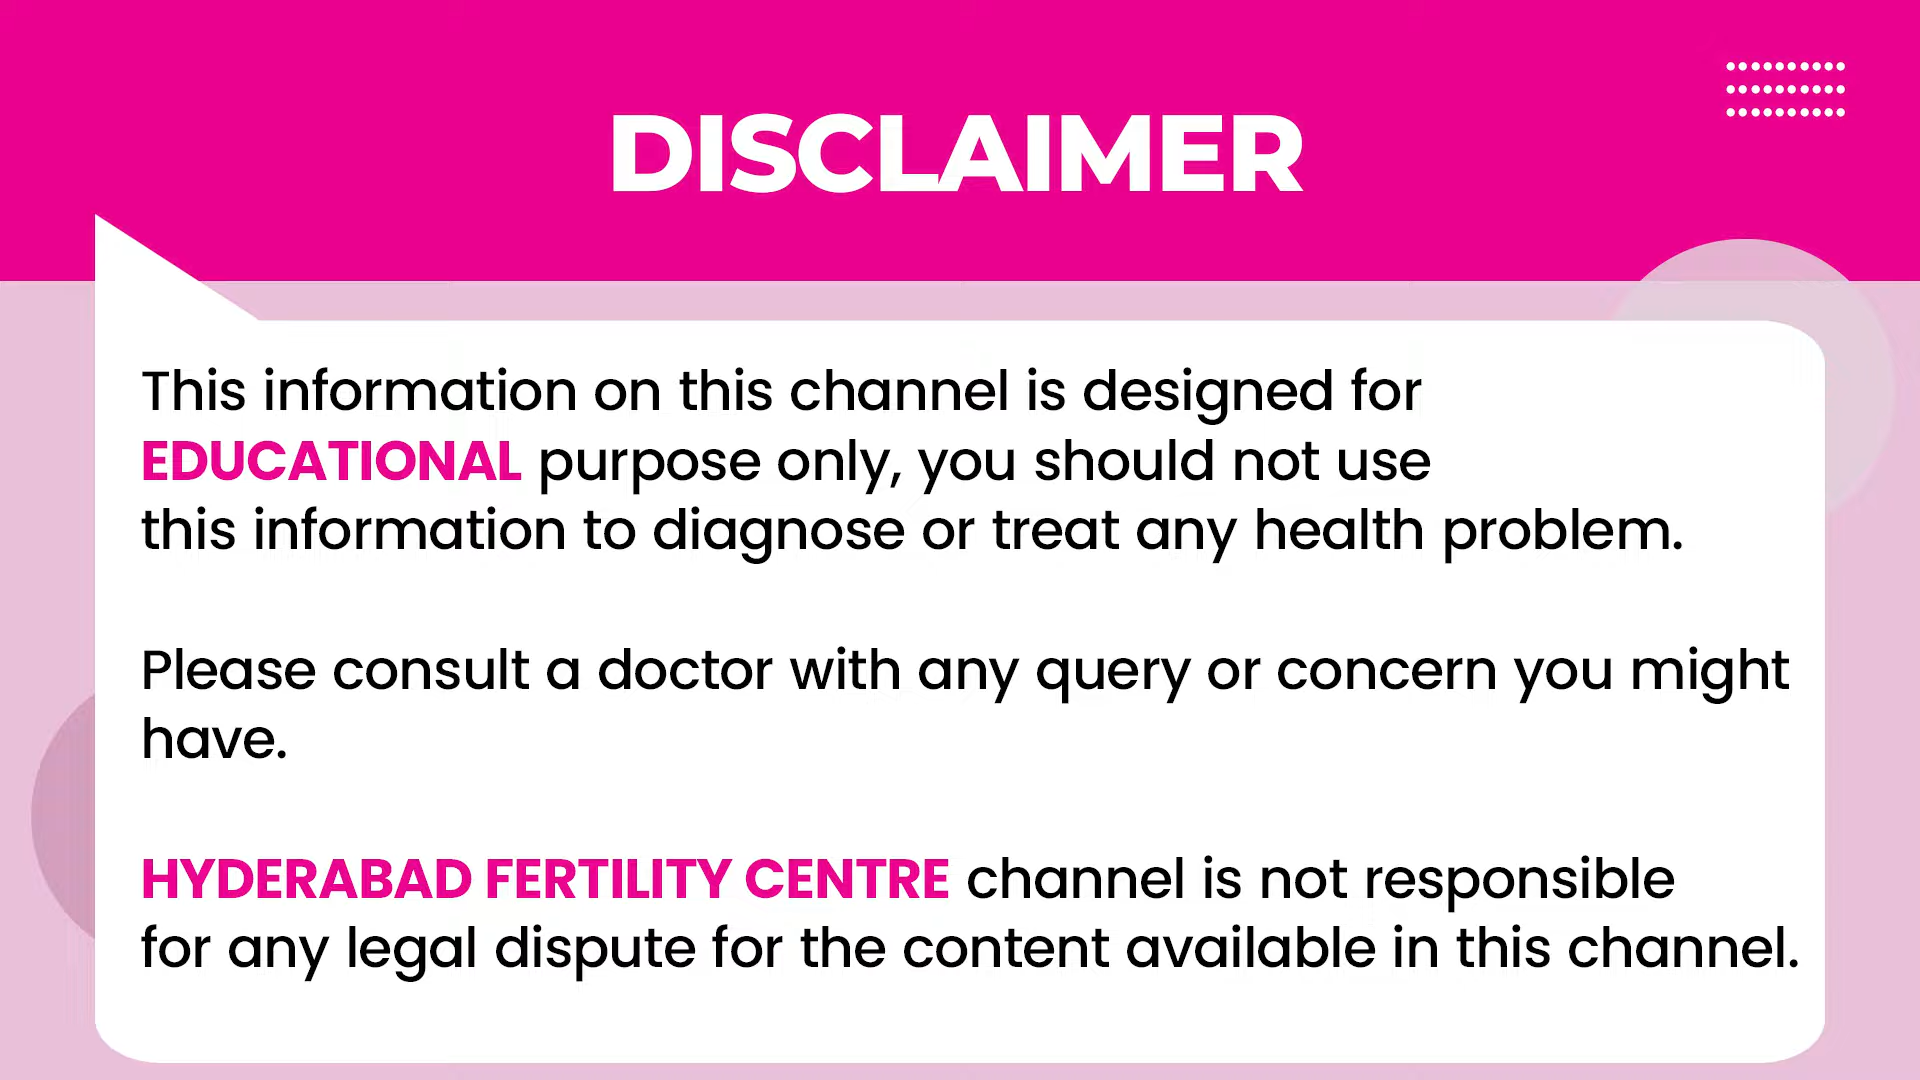 DISCLAIMER
This information on this channel is designed for
EDUCATIONAL purpose only, you should not use
this information to diagnose or treat any health problem.
Please consult a doctor with any query or concern you might
have.
HYDERABAD FERTILITY CENTRE channel is not responsible
for any legal dispute for the content available in this channel.